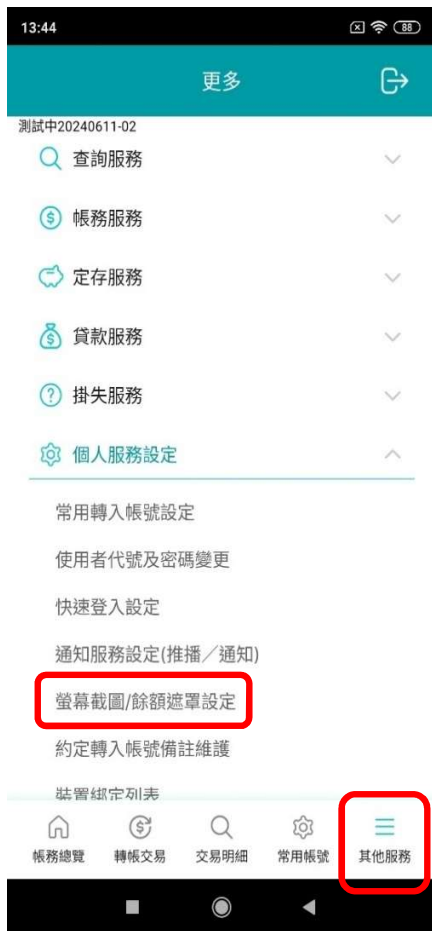 13:44
88
更多
測試中20240611-02
查詢服務
帳務服務
定存服務
貸款服務
掛失服務
個人服務設定
常用轉入帳號設定
使用者代號及密碼變更
快速登入設定
通知服務設定(推播／通知)
螢幕截圖/餘額遮罩設定
約定轉入帳號備註維護
裝置綁定列表
帳務總覽 轉帳交易 交易明細 常用帳號 其他服務